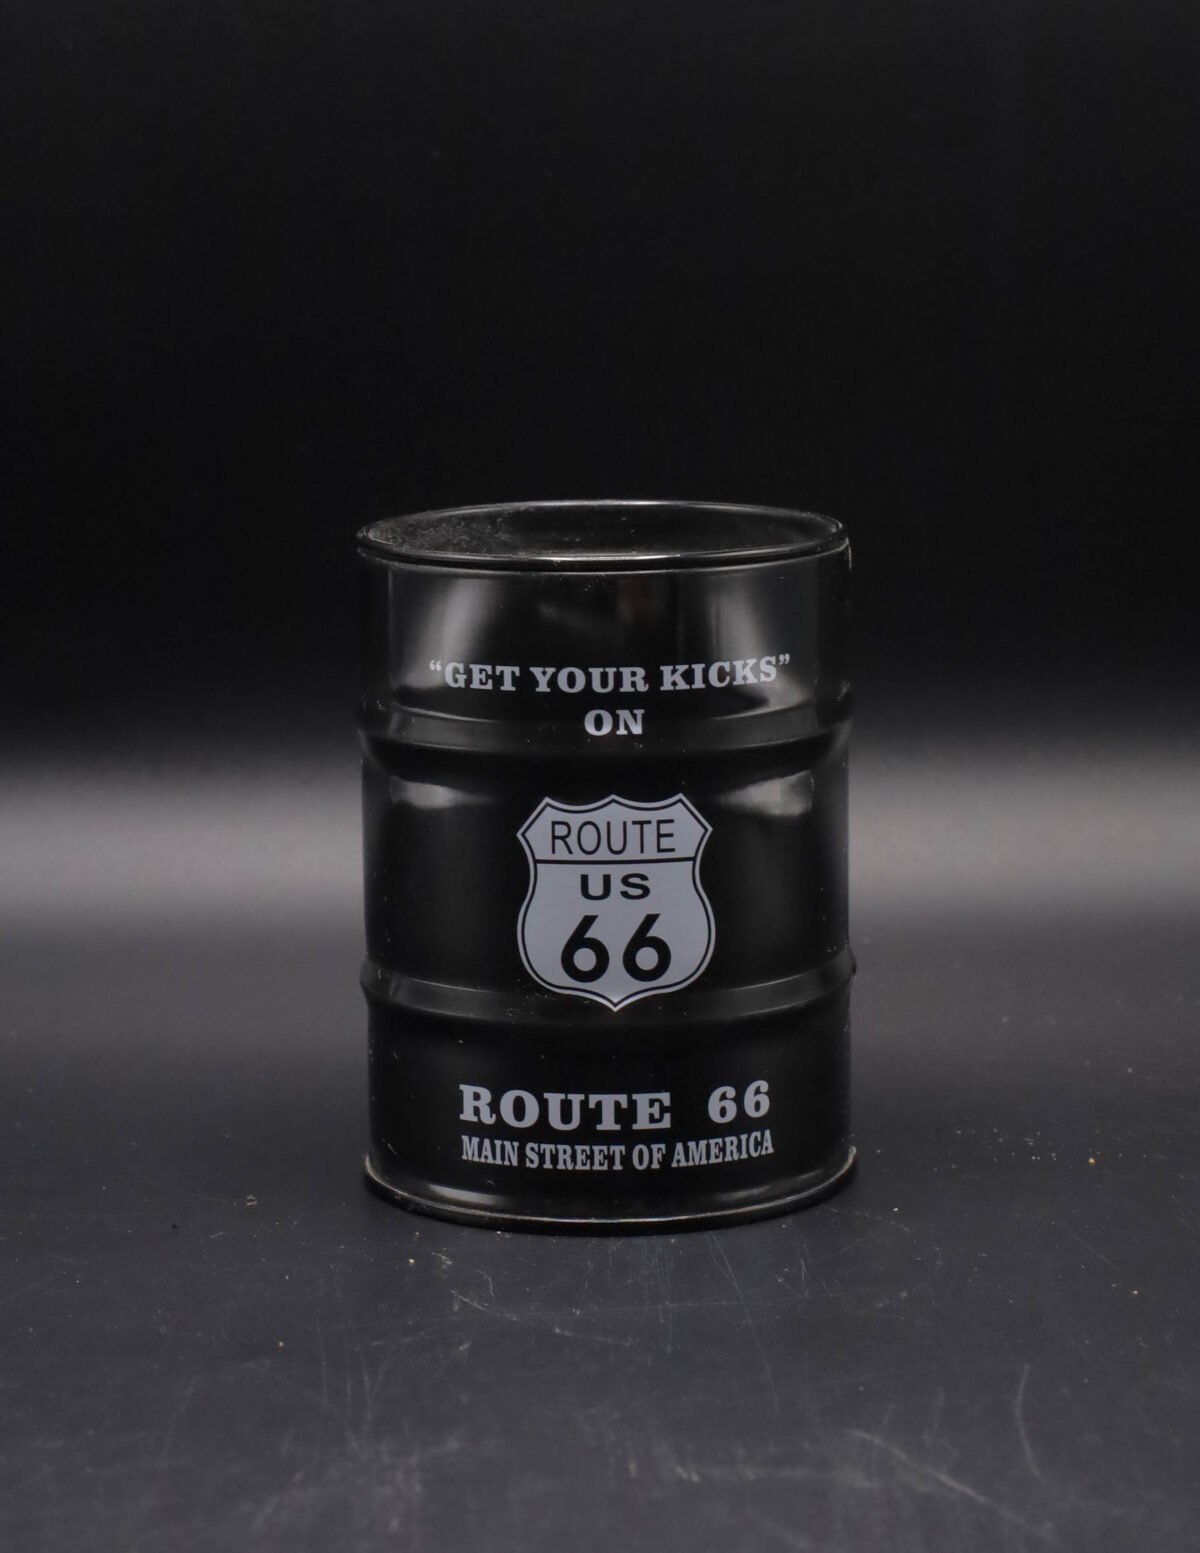 “GET YOUR KICKS”
ON
ROUTE
US
66
ROUTE 66
MAIN STREET OF AMERICA